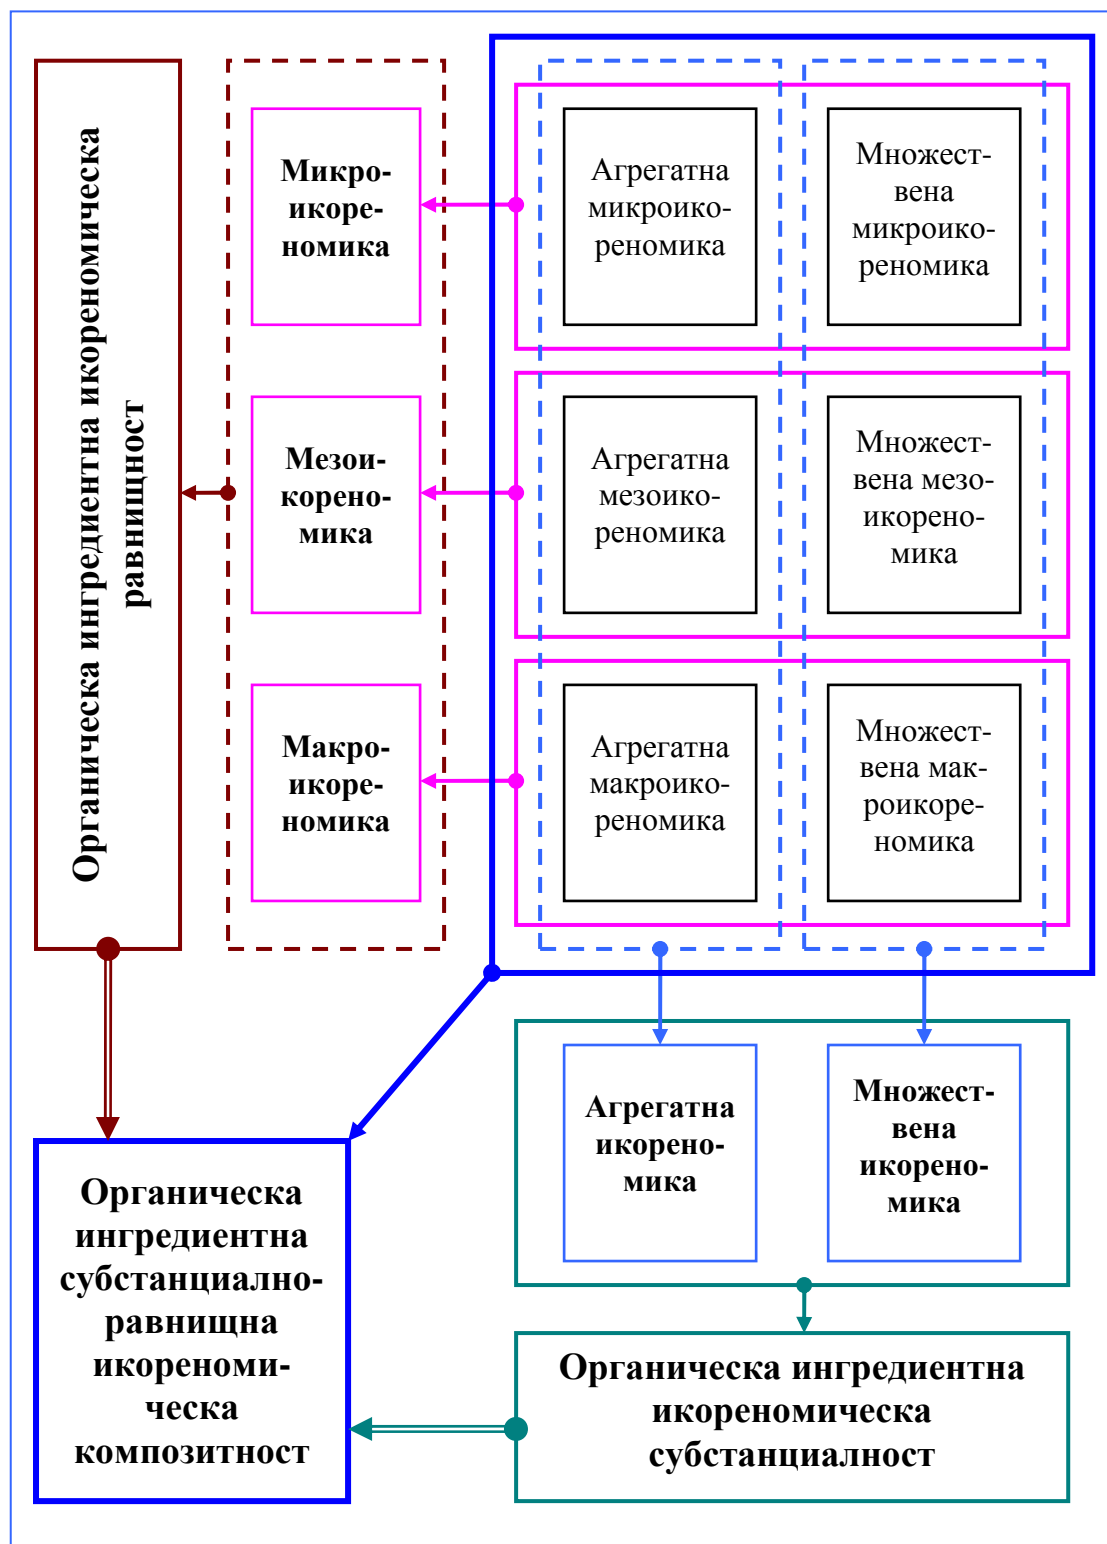 Органическа ингредиентна икореномическа
равнищност
Микро-
икоре-
номика
Агрегатна
микроико-
реномика
Множест-
вена
микроико-
реномика
Мезои-
корено-
мика
Агрегатна
мезоико-
реномика
Множест-
вена мезо-
икорено-
мика
Макро-
икоре-
номика
Агрегатна
макроико-
реномика
Множест-
вена мак-
роикоре-
номика
Агрегатна
икорено-
мика
Множест-
вена
икорено-
мика
Органическа
ингредиентна
субстанциално-
равнищна
икореноми-
ческа
композитност
Органическа ингредиентна
икореномическа
субстанциалност